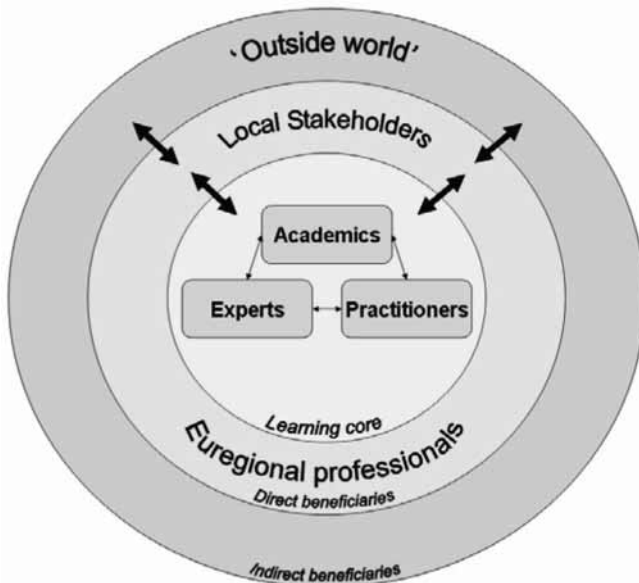 'Outside world'
Local Stakeholders
Academics
Experts
Practitioners
Learning core
Euregional professionals
Direct beneficiaries
Indirect beneficiaries